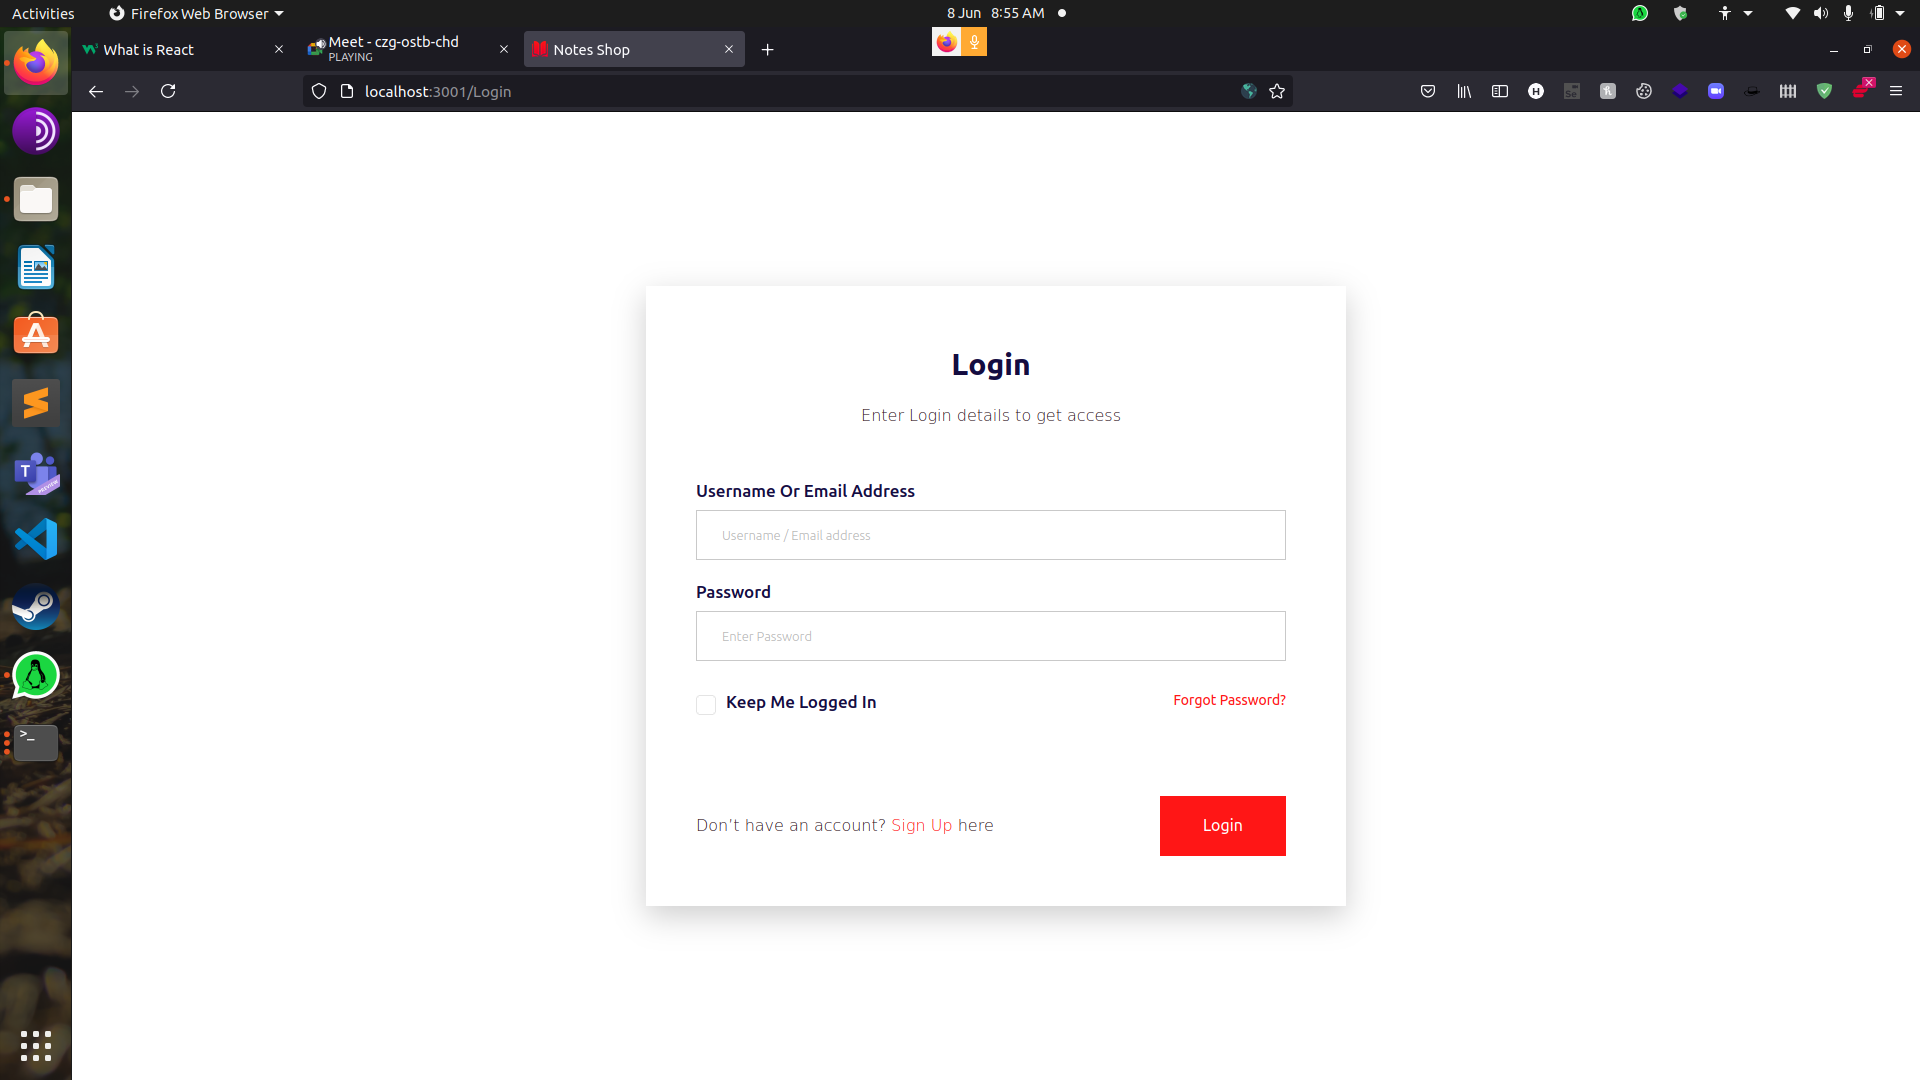 Activities
Firefox Web Browser
8 Jun 8:55 AM
What is React
Meet - czg-ostb-chd
PLAYING
Notes Shop
localhost:3001/Login
Login
Enter Login details to get access
Username Or Email Address
Username / Email address
Password
Enter Password
Keep Me Logged In
Forgot Password?
Don't have an account? Sign Up here
Login